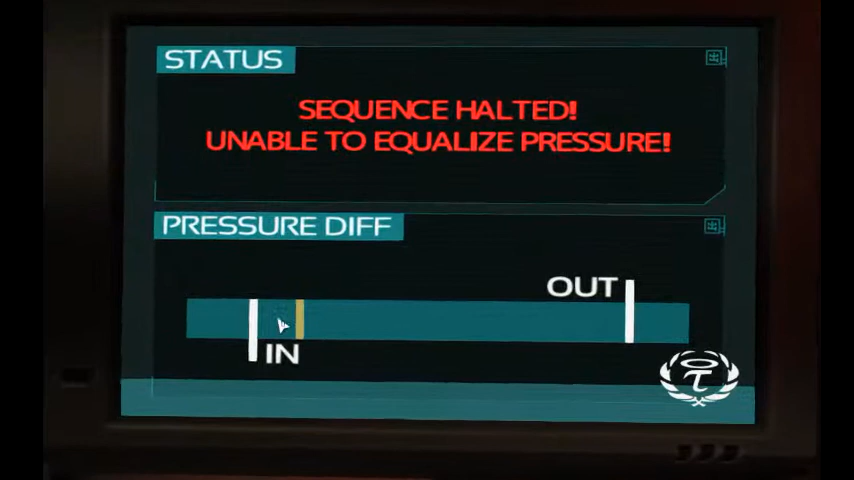 STATUS
SEQUENCE HALTED!
UNABLE TO EQUALIZE PRESSURE!
PRESSURE DIFF
OUT
IN